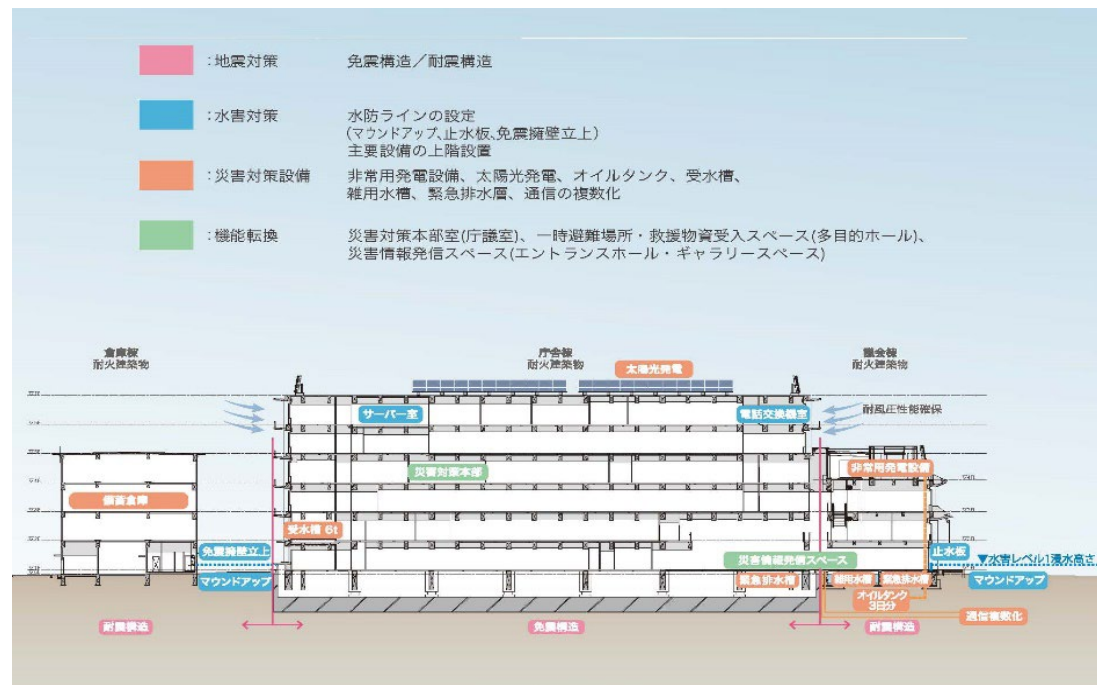 :地震対策 免震構造/耐震構造
:水害対策 水防ラインの設定
(マウンドアップ、止水板、免震擁壁立上)
主要設備の上階設置
:災害対策設備 非常用発電設備、太陽光発電、オイルタンク、受水槽、
雑用水槽、緊急排水層、通信の複数化
:機能転換 災害対策本部室(庁議室)、一時避難場所・救援物資受入スペース(多目的ホール)、
災害情報発信スペース(エントランスホール・ギャラリースペース)
倉庫棟
耐火建築物
庁舎棟
耐火建築物
議会棟
耐火建築物
太陽光発電
サーバー室
電話交換機室
耐風圧性能確保
災害対策本部
非常用発電設備
備蓄倉庫
受水槽 6t
免震擁壁立上
止水板
災害情報発信スペース
▼水害レベル1浸水高さ
マウンドアップ
緊急排水槽
雑用水槽
緊急排水槽
マウンドアップ
オイルタンク
3日分
通信複数化
耐震構造
免震構造
耐震構造